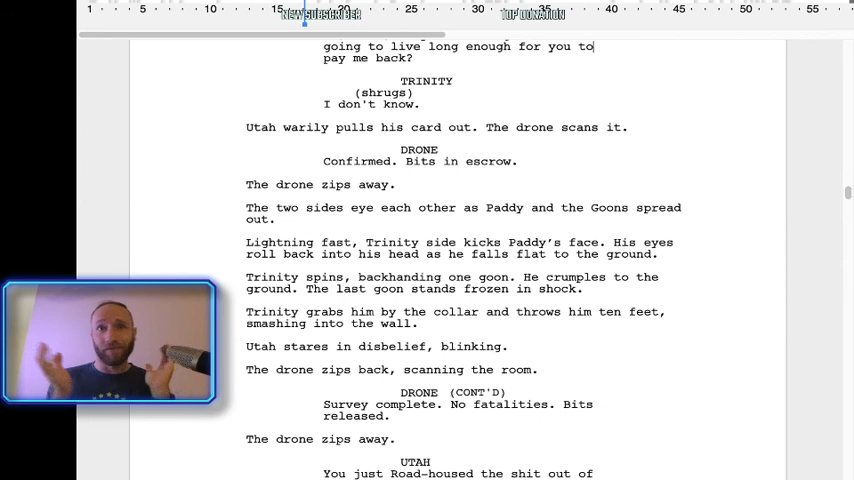 1 5 10 15 20 25 30 35 40 45 50 55
NEW SUBSCRIBER TOP DONATION
going to live long enough for you to
pay me back?
TRINITY
(shrugs)
I don't know.
Utah warily pulls his card out. The drone scans it.
DRONE
Confirmed. Bits in escrow.
The drone zips away.
The two sides eye each other as Paddy and the Goons spread
out.
Lightning fast, Trinity side kicks Paddy’s face. His eyes
roll back into his head as he falls flat to the ground.
Trinity spins, backhanding one goon. He crumples to the
ground. The last goon stands frozen in shock.
Trinity grabs him by the collar and throws him ten feet,
smashing into the wall.
Utah stares in disbelief, blinking.
The drone zips back, scanning the room.
DRONE (CONT'D)
Survey complete. No fatalities. Bits
released.
The drone zips away.
UTAH
You just Road-housed the shit out of